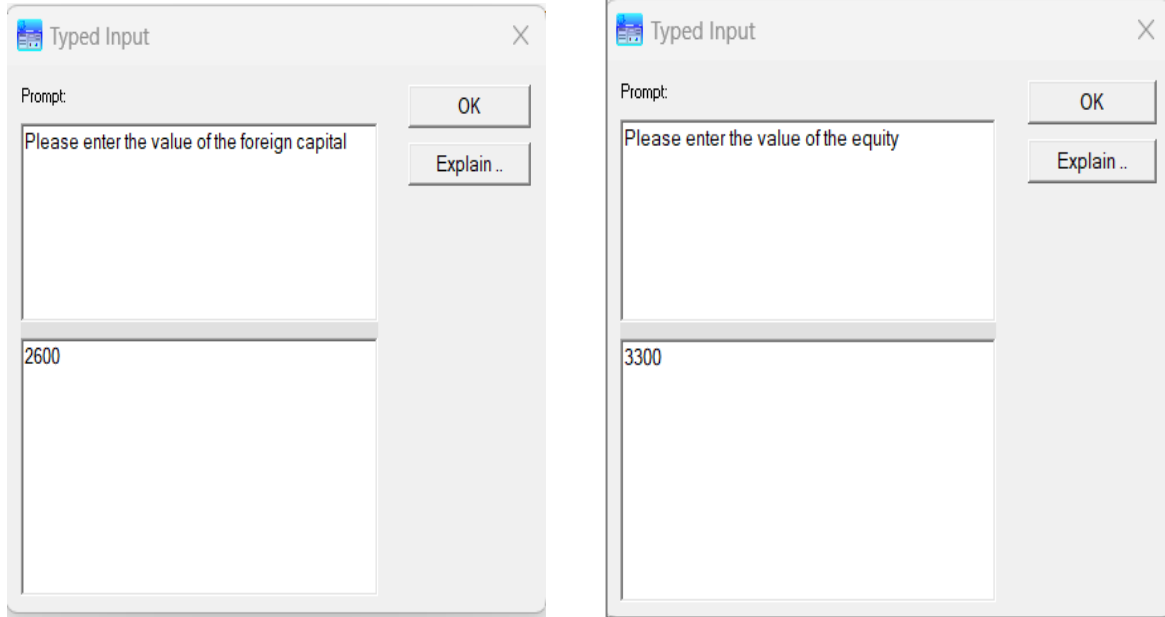 Typed Input
Prompt:
OK
Please enter the value of the foreign capital
Explain ..
2600
Typed Input
Prompt:
OK
Please enter the value of the equity
Explain ..
3300